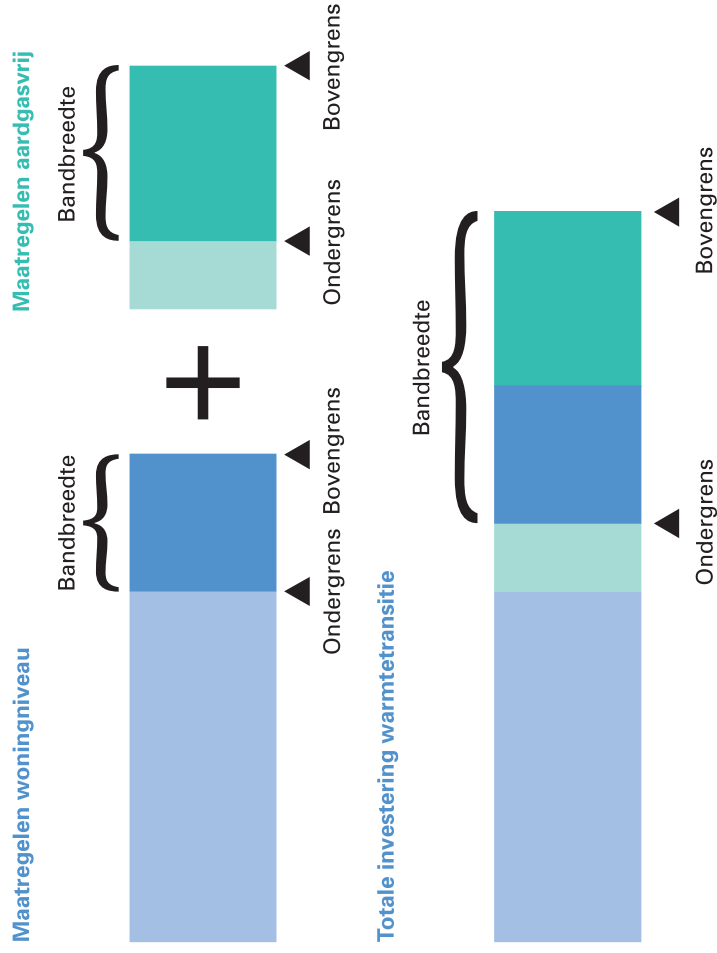 Maatregelen woningniveau
Maatregelen aardgasvrij
Bandbreedte
Bandbreedte
+
Ondergrens
Bovengrens
Ondergrens
Bovengrens
Totale investering warmtetransitie
Bandbreedte
Ondergrens
Bovengrens